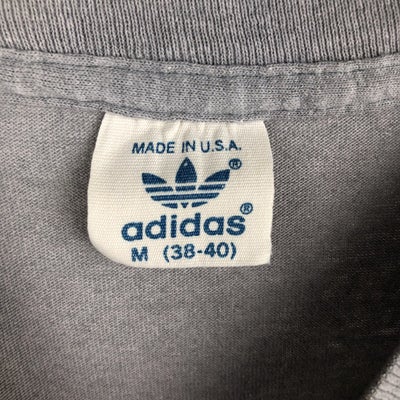 MADE IN U.S.A.
®
adidas®
M (38-40)